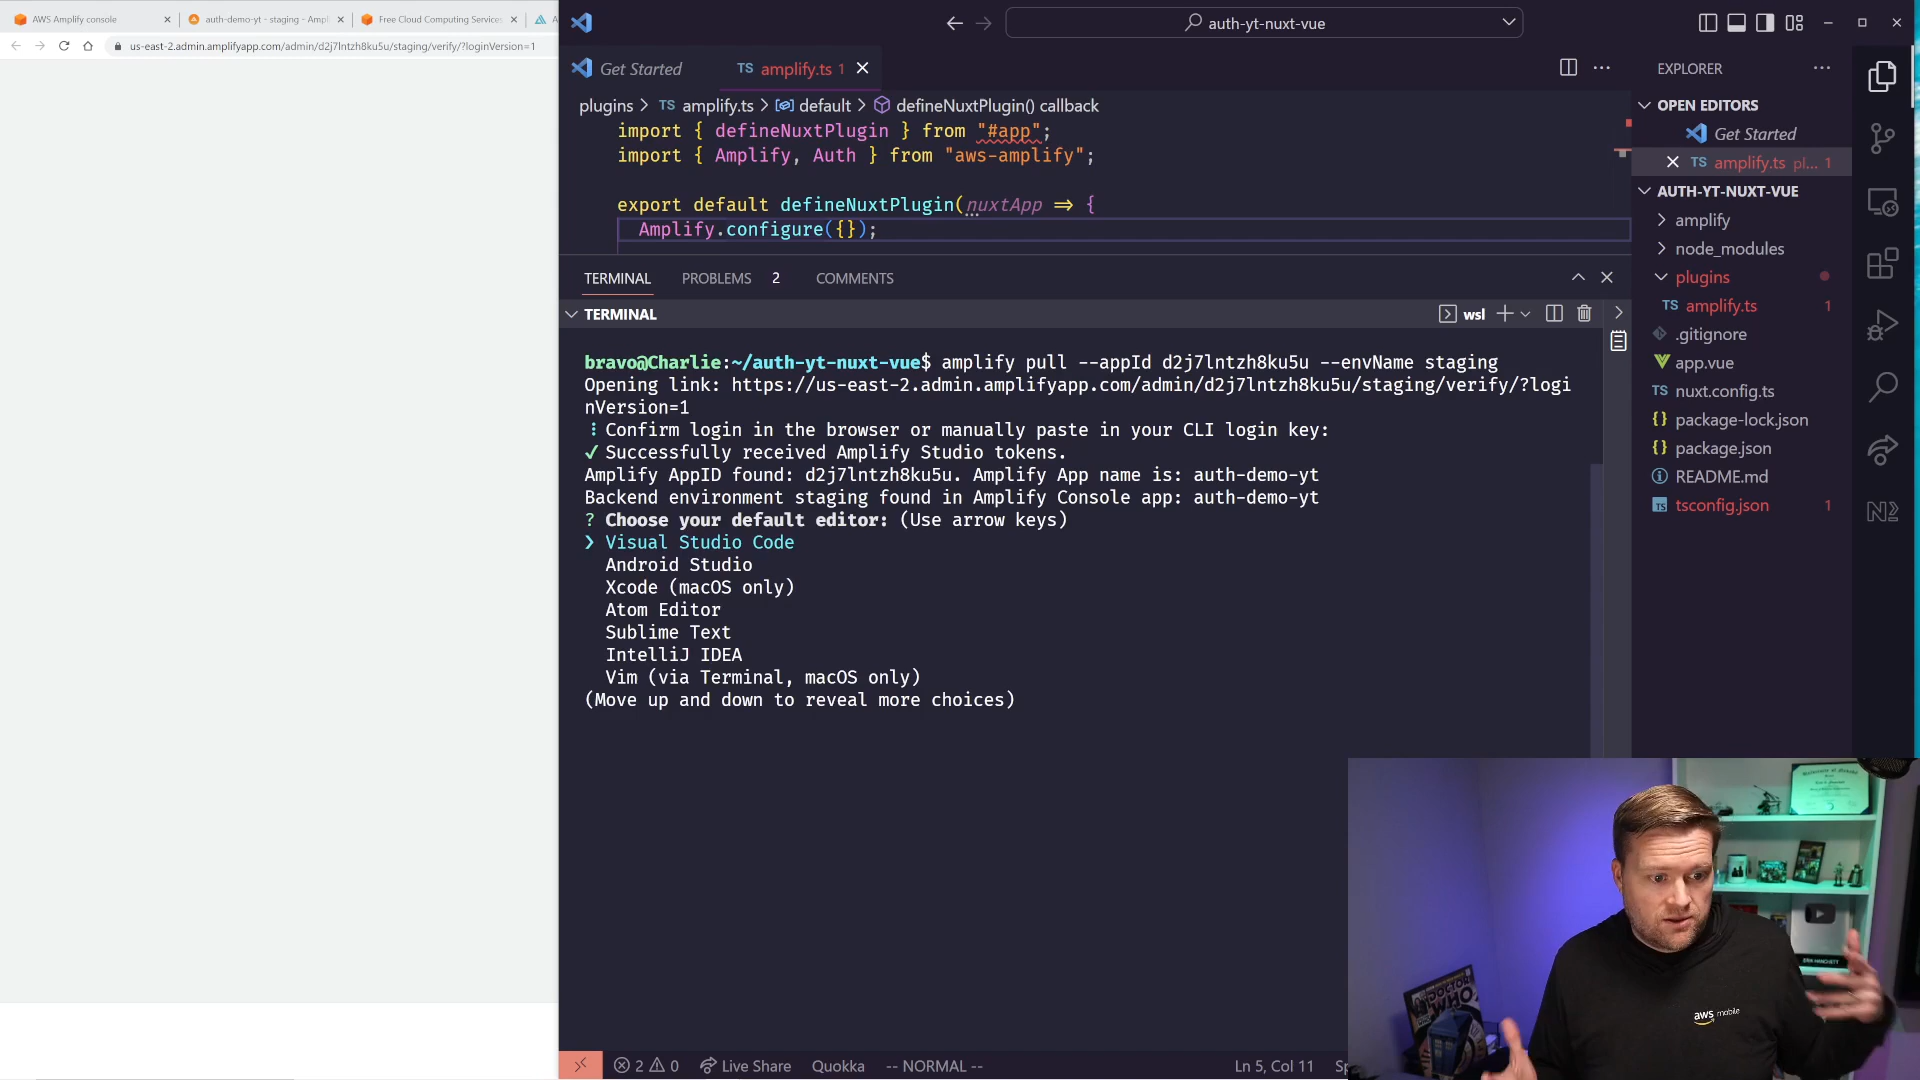 AWS Amplify console
auth-demo-yt - staging - Ampl
Free Cloud Computing Services
us-east-2.admin.amplifyapp.com/admin/d2j7lntzh8ku5u/staging/verify/?loginVersion=1
auth-yt-nuxt-vue
Get Started
TS amplify.ts 1
plugins > TS amplify.ts > default > defineNuxtPlugin() callback
import { defineNuxtPlugin } from "#app";
import { Amplify, Auth } from "aws-amplify";
export default defineNuxtPlugin(nuxtApp => {
Amplify.configure({});
TERMINAL
PROBLEMS 2
COMMENTS
TERMINAL
wsl
bravo@Charlie:~/auth-yt-nuxt-vue$ amplify pull --appId d2j7lntzh8ku5u --envName staging
Opening link: https://us-east-2.admin.amplifyapp.com/admin/d2j7lntzh8ku5u/staging/verify/?logi
nVersion=1
Confirm login in the browser or manually paste in your CLI login key:
✓ Successfully received Amplify Studio tokens.
Amplify AppID found: d2j7lntzh8ku5u. Amplify App name is: auth-demo-yt
Backend environment staging found in Amplify Console app: auth-demo-yt
? Choose your default editor: (Use arrow keys)
❯ Visual Studio Code
Android Studio
Xcode (macOS only)
Atom Editor
Sublime Text
IntelliJ IDEA
Vim (via Terminal, macOS only)
(Move up and down to reveal more choices)
EXPLORER
OPEN EDITORS
Get Started
TS amplify.ts pl... 1
AUTH-YT-NUXT-VUE
amplify
node_modules
plugins
TS amplify.ts 1
.gitignore
app.vue
TS nuxt.config.ts
{} package-lock.json
{} package.json
README.md
TS tsconfig.json 1
DOCTOR WHO
ERIK HANCHETT
aws mobile
2 0
Live Share
Quokka
-- NORMAL --
Ln 5, Col 11